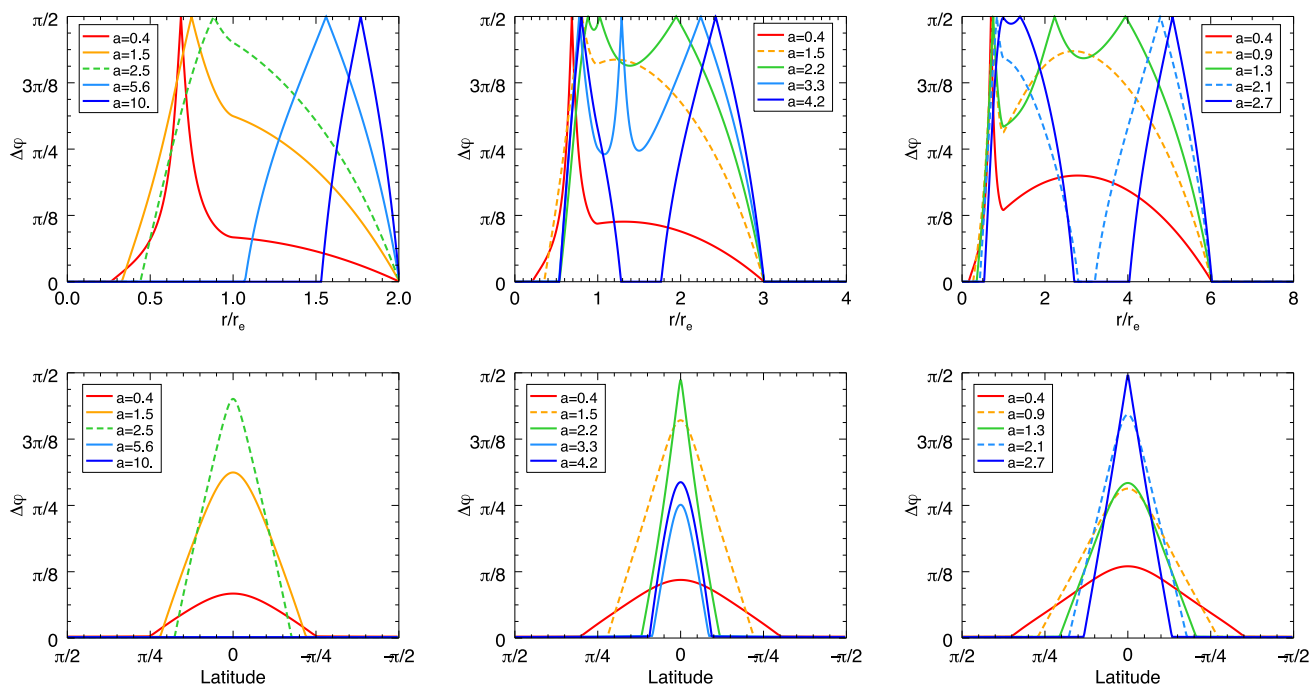 π/2
3π/8
π/4
π/8
0
Δφ
a=0.4
a=1.5
a=2.5
a=5.6
a=10.
0.0 0.5 1.0 1.5 2.0
r/re
π/2
3π/8
π/4
π/8
0
Δφ
a=0.4
a=1.5
a=2.2
a=3.3
a=4.2
0 1 2 3 4
r/re
π/2
3π/8
π/4
π/8
0
Δφ
a=0.4
a=0.9
a=1.3
a=2.1
a=2.7
0 2 4 6 8
r/re
π/2
3π/8
π/4
π/8
0
Δφ
a=0.4
a=1.5
a=2.5
a=5.6
a=10.
π/2 π/4 0 -π/4 -π/2
Latitude
π/2
3π/8
π/4
π/8
0
Δφ
a=0.4
a=1.5
a=2.2
a=3.3
a=4.2
π/2 π/4 0 -π/4 -π/2
Latitude
π/2
3π/8
π/4
π/8
0
Δφ
a=0.4
a=0.9
a=1.3
a=2.1
a=2.7
π/2 π/4 0 -π/4 -π/2
Latitude